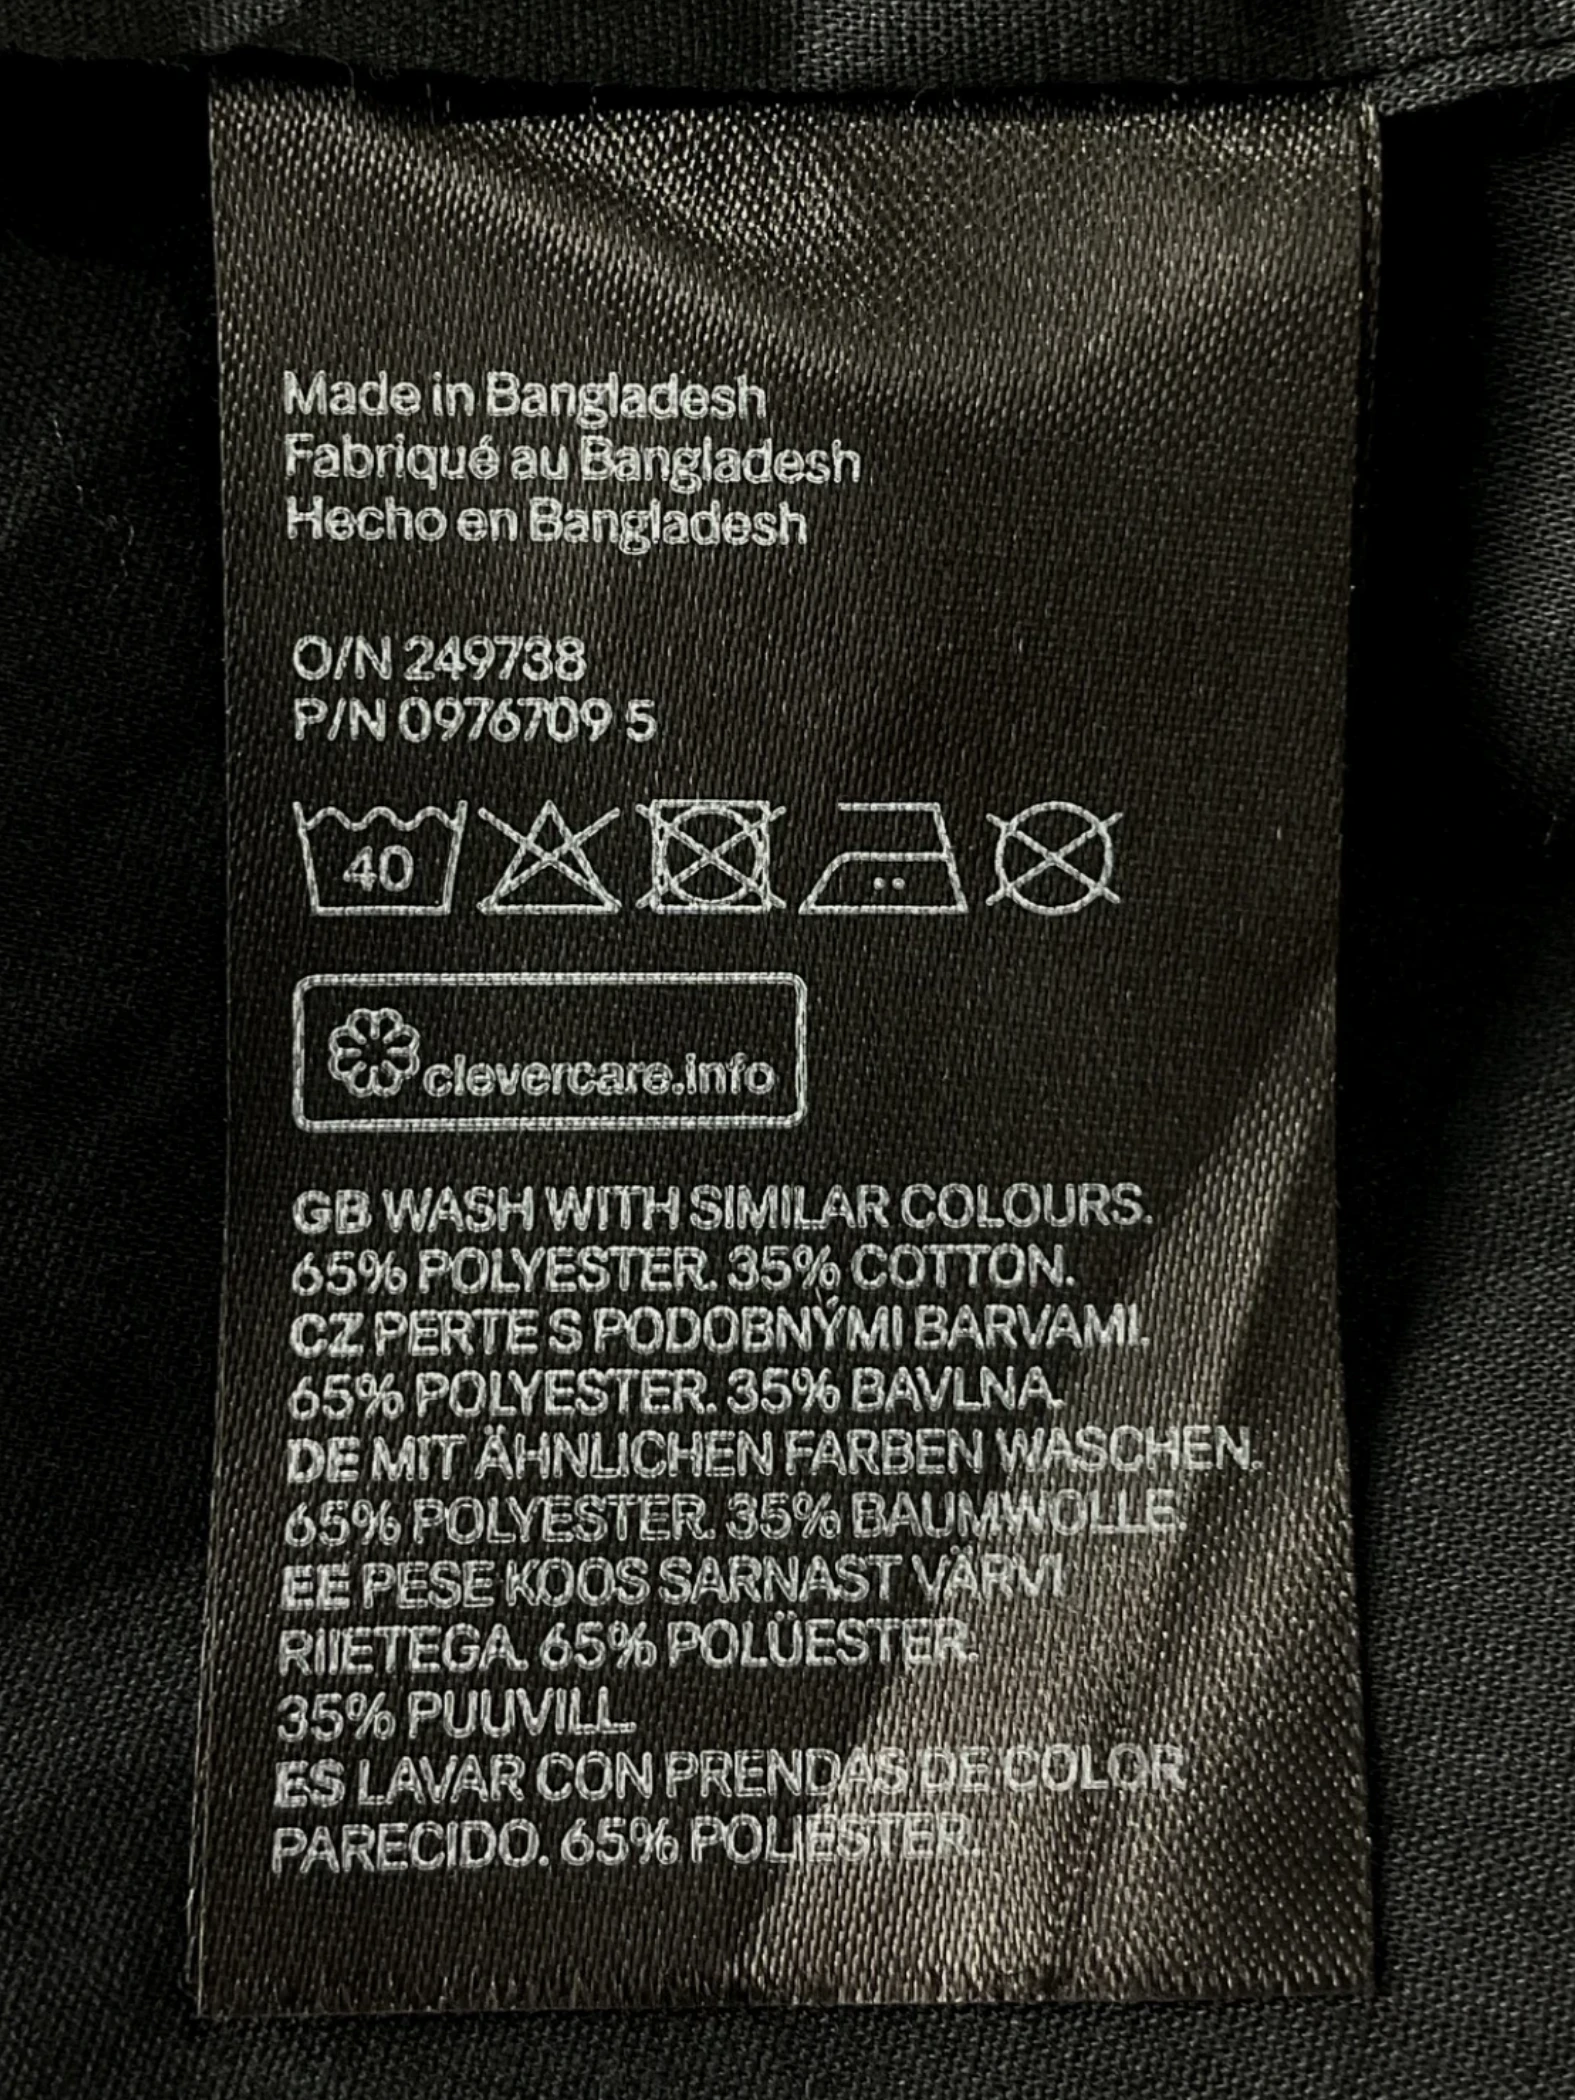 Made in Bangladesh
Fabriqué au Bangladesh
Hecho en Bangladesh
O/N 249738
P/N 0976709 5
40
clevercare.info
GB WASH WITH SIMILAR COLOURS.
65% POLYESTER. 35% COTTON.
CZ PERTE S PODOBNÝMI BARVAMI.
65% POLYESTER. 35% BAVLNA.
DE MIT ÄHNLICHEN FARBEN WASCHEN.
65% POLYESTER. 35% BAUMWOLLE.
EE PESE KOOS SARNAST VÄRVI
RIIETEGA. 65% POLÜESTER.
35% PUUVILL.
ES LAVAR CON PRENDAS DE COLOR
PARECIDO. 65% POLIESTER.